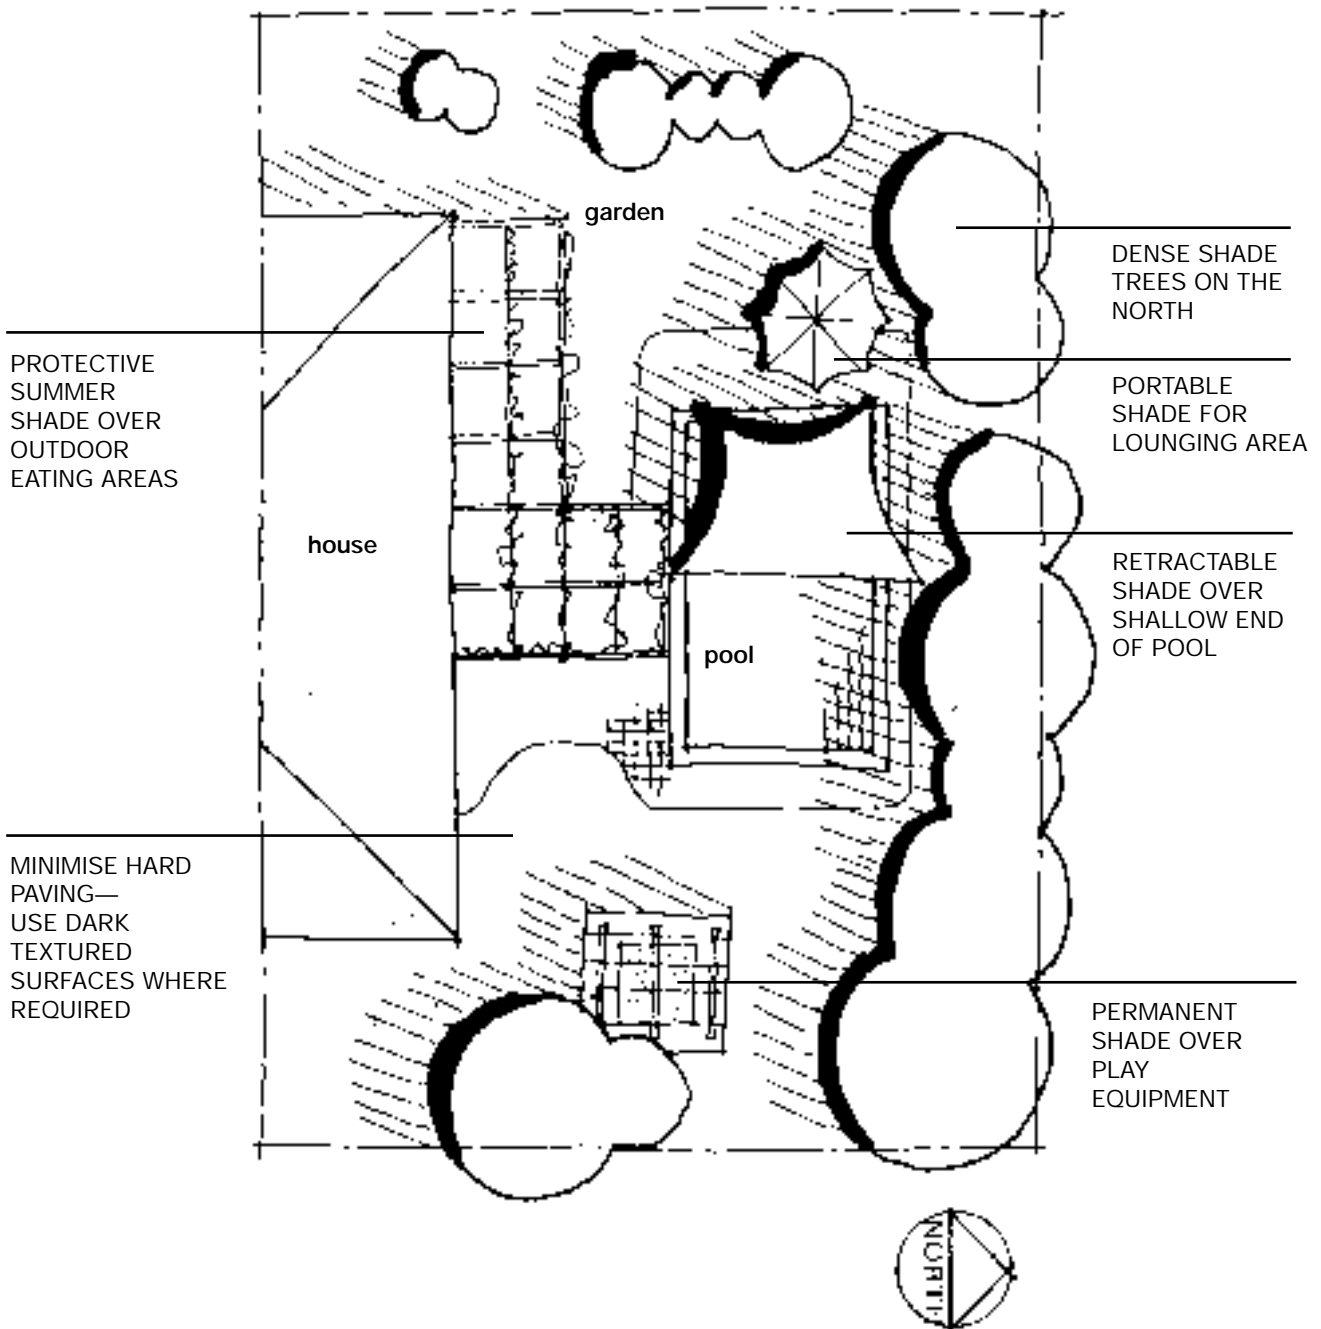 garden
DENSE SHADE
TREES ON THE
NORTH
PROTECTIVE
SUMMER
SHADE OVER
OUTDOOR
EATING AREAS
PORTABLE
SHADE FOR
LOUNGING AREA
house
RETRACTABLE
SHADE OVER
SHALLOW END
OF POOL
pool
MINIMISE HARD
PAVING—
USE DARK
TEXTURED
SURFACES WHERE
REQUIRED
PERMANENT
SHADE OVER
PLAY
EQUIPMENT
NORTH